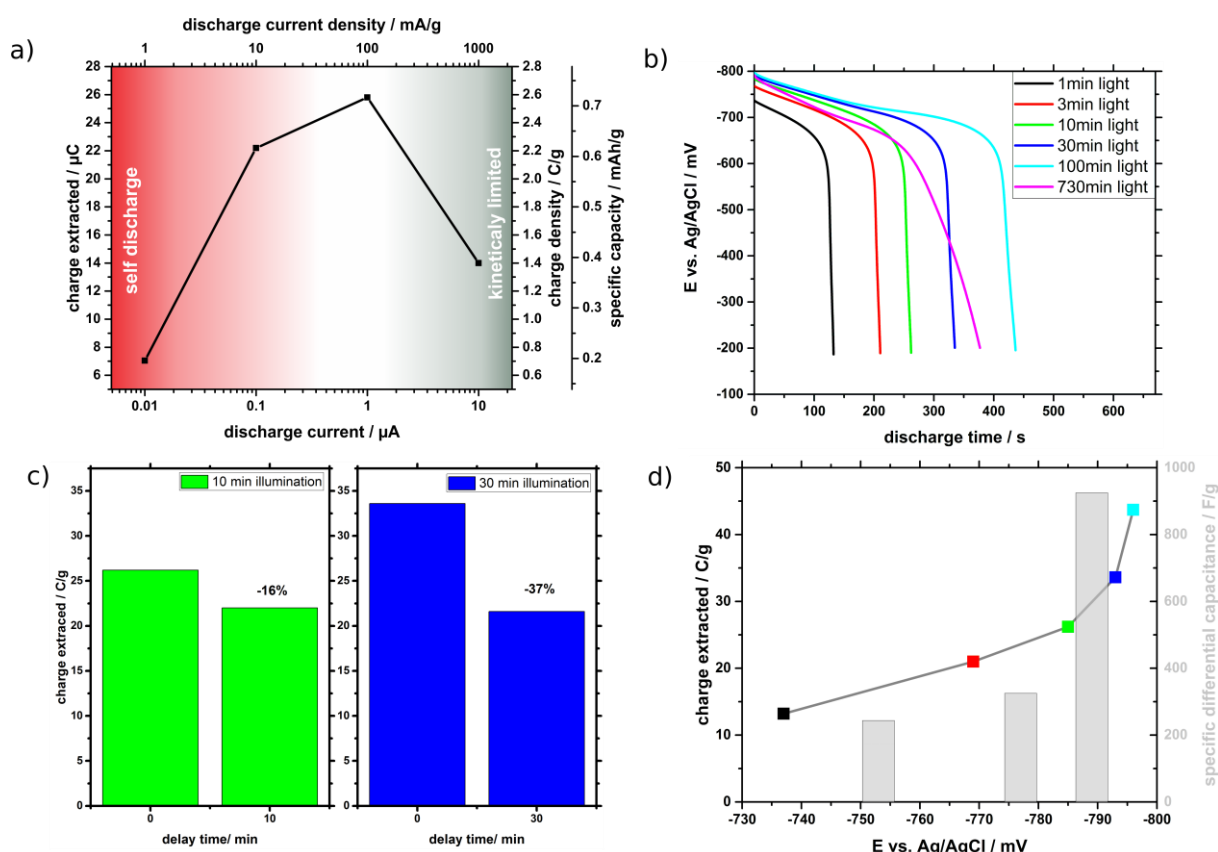 a)
discharge current density / mA/g
1 10 100 1000
charge extracted / µC
28
26
24
22
20
18
16
14
12
10
8
6
self discharge
kineticaly limited
2.8
2.6
2.4
2.2
2.0
1.8
1.6
1.4
1.2
1.0
0.8
0.6
charge density / C/g
0.7
0.6
0.5
0.4
0.3
0.2
specific capacity / mAh/g
0.01 0.1 1 10
discharge current / µA
b)
E vs. Ag/AgCl / mV
-800
-700
-600
-500
-400
-300
-200
-100
1min light
3min light
10min light
30min light
100min light
730min light
0 100 200 300 400 500 600
discharge time / s
c)
charge extraced / C/g
35
30
25
20
15
10
5
0
10 min illumination
-16%
0 10
delay time/ min
35
30
25
20
15
10
5
0
30 min illumination
-37%
0 30
delay time/ min
d)
charge extracted / C/g
50
40
30
20
10
0
1000
800
600
400
200
0
specific differential capacitance / F/g
-730 -740 -750 -760 -770 -780 -790 -800
E vs. Ag/AgCl / mV